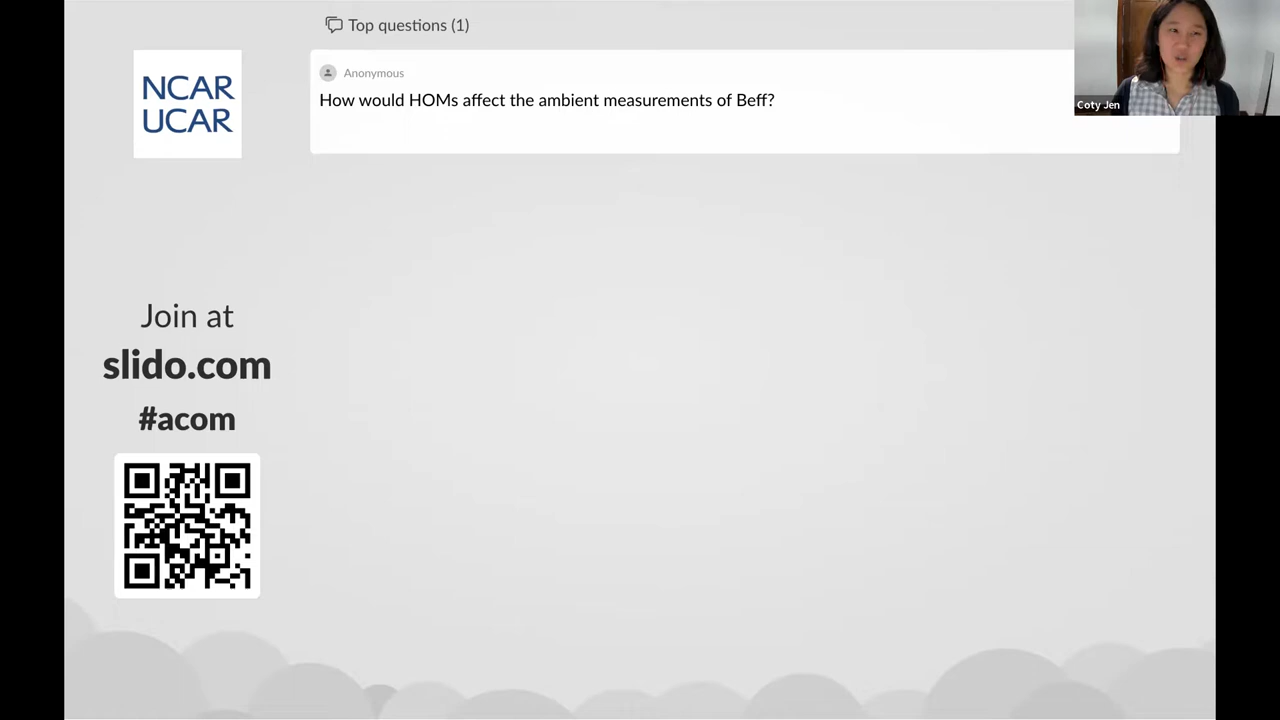 Top questions (1)
NCAR
UCAR
Anonymous
How would HOMs affect the ambient measurements of Beff?
Coty Jen
Join at
slido.com
#acom